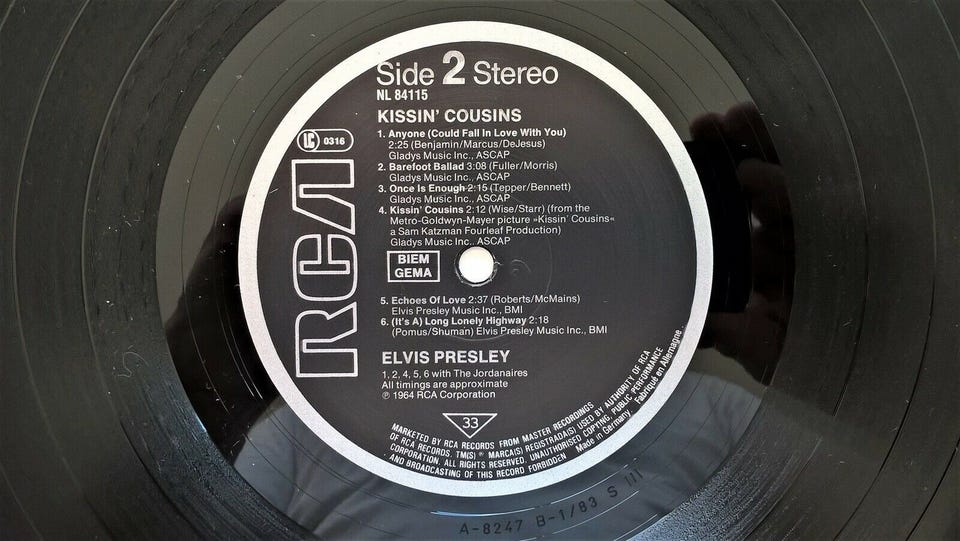 Side 2 Stereo
NL 84115
KISSIN' COUSINS
1. Anyone (Could Fall In Love With You)
2:25 (Benjamin/Marcus/DeJesus)
Gladys Music Inc., ASCAP
2. Barefoot Ballad 3:08 (Fuller/Morris)
Gladys Music Inc., ASCAP
3. Once Is Enough 2:15 (Tepper/Bennett)
Gladys Music Inc., ASCAP
4. Kissin' Cousins 2:12 (Wise/Starr) (from the
Metro-Goldwyn-Mayer picture »Kissin' Cousins«
a Sam Katzman Fourleaf Production)
Gladys Music Inc., ASCAP
LC 0316
RCA
BIEM
GEMA
5. Echoes Of Love 2:37 (Roberts/McMains)
Elvis Presley Music Inc., BMI
6. (It's A) Long Lonely Highway 2:18
(Pomus/Shuman) Elvis Presley Music Inc., BMI
ELVIS PRESLEY
1, 2, 4, 5, 6 with The Jordanaires
All timings are approximate
℗ 1964 RCA Corporation
33
MARKETED BY RCA RECORDS FROM MASTER RECORDINGS
OF RCA RECORDS. TM(S) ® MARCA(S) REGISTRADA(S) USED BY AUTHORITY OF RCA
CORPORATION. ALL RIGHTS RESERVED. UNAUTHORISED COPYING, PUBLIC PERFORMANCE
AND BROADCASTING OF THIS RECORD FORBIDDEN Made in Germany. Fabriqué en Allemagne.
A-8247 B-1/83 S